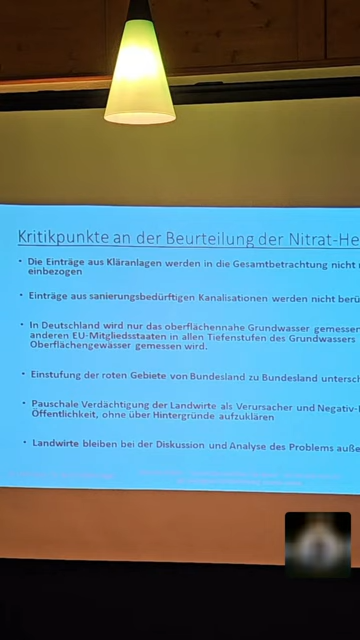 Kritikpunkte an der Beurteilung der Nitrat-He
• Die Einträge aus Kläranlagen werden in die Gesamtbetrachtung nicht
einbezogen
• Einträge aus sanierungsbedürftigen Kanalisationen werden nicht berü
• In Deutschland wird nur das oberflächennahe Grundwasser gemessen
anderen EU-Mitgliedsstaaten in allen Tiefenstufen des Grundwassers
Oberflächengewässer gemessen wird.
• Einstufung der roten Gebiete von Bundesland zu Bundesland untersch
• Pauschale Verdächtigung der Landwirte als Verursacher und Negativ-
Öffentlichkeit, ohne über Hintergründe aufzuklären
• Landwirte bleiben bei der Diskussion und Analyse des Problems auße